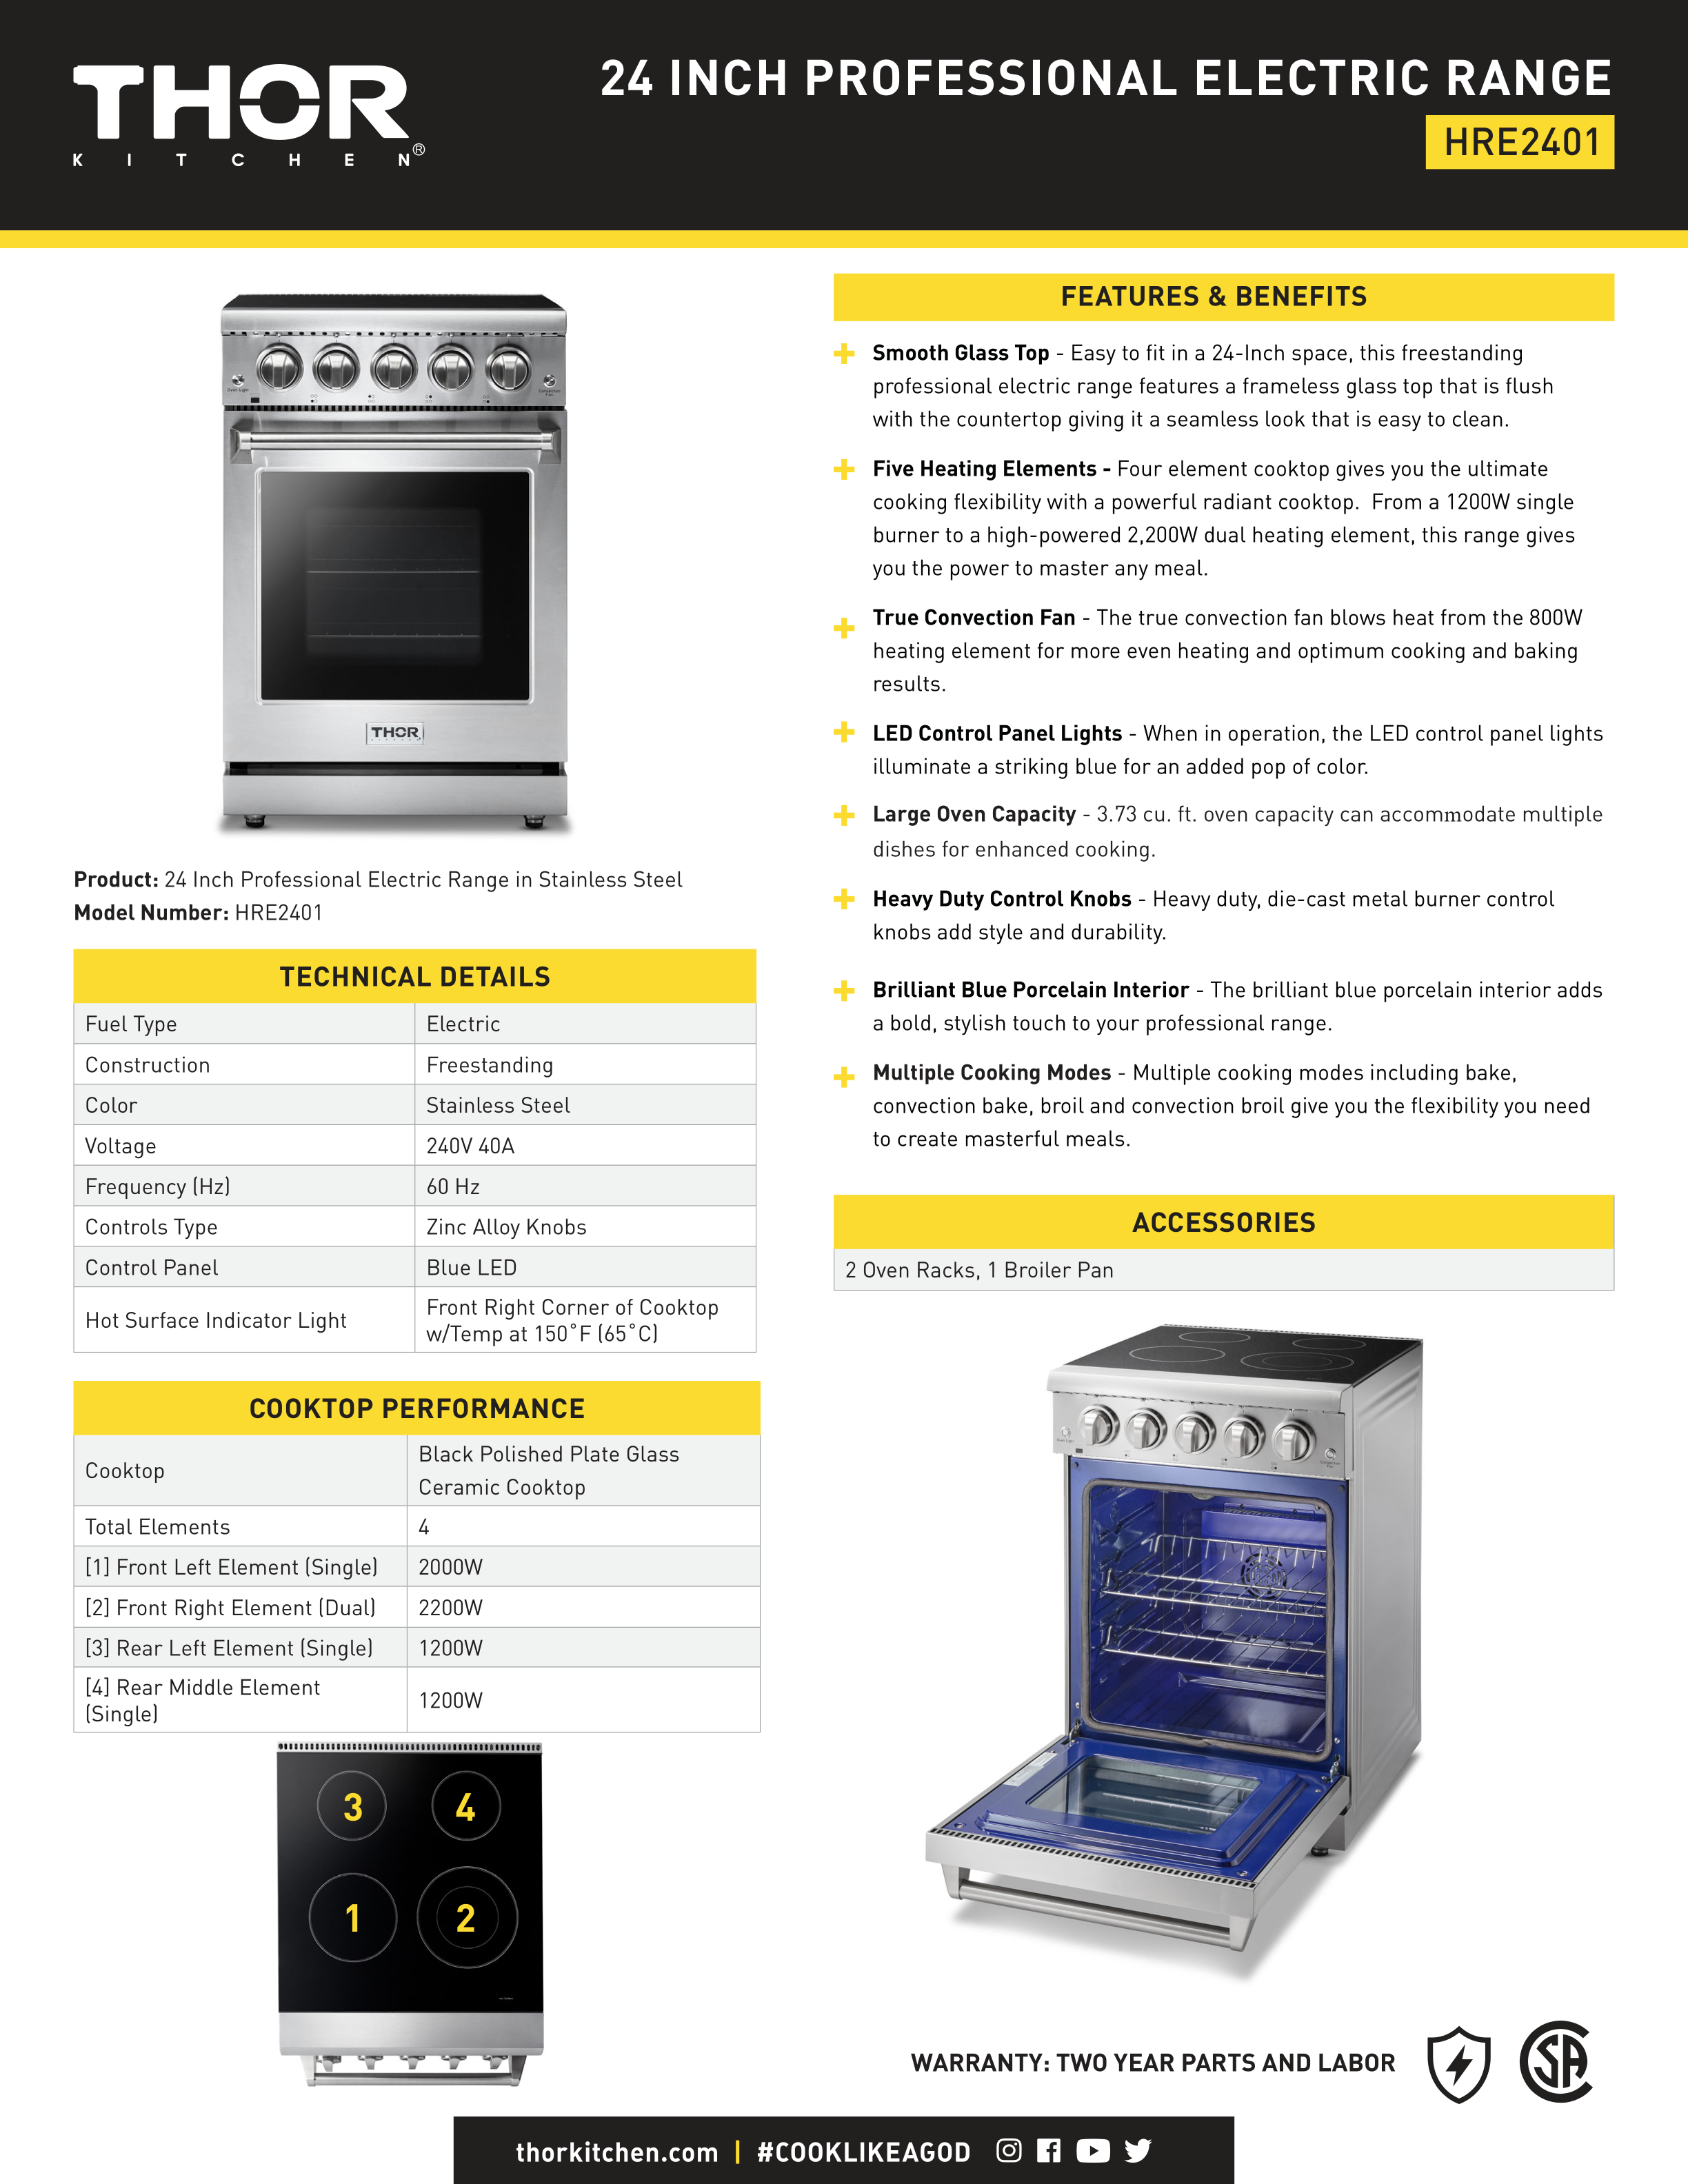 THOR
KITCHEN®
24 INCH PROFESSIONAL ELECTRIC RANGE
HRE2401
THOR
Product: 24 Inch Professional Electric Range in Stainless Steel
Model Number: HRE2401
TECHNICAL DETAILS
Fuel Type Electric
Construction Freestanding
Color Stainless Steel
Voltage 240V 40A
Frequency (Hz) 60 Hz
Controls Type Zinc Alloy Knobs
Control Panel Blue LED
Hot Surface Indicator Light Front Right Corner of Cooktop
w/Temp at 150˚F (65˚C)
COOKTOP PERFORMANCE
Cooktop Black Polished Plate Glass
Ceramic Cooktop
Total Elements 4
[1] Front Left Element (Single) 2000W
[2] Front Right Element (Dual) 2200W
[3] Rear Left Element (Single) 1200W
[4] Rear Middle Element
(Single) 1200W
3 4
1 2
FEATURES & BENEFITS
Smooth Glass Top - Easy to fit in a 24-Inch space, this freestanding
professional electric range features a frameless glass top that is flush
with the countertop giving it a seamless look that is easy to clean.
Five Heating Elements - Four element cooktop gives you the ultimate
cooking flexibility with a powerful radiant cooktop. From a 1200W single
burner to a high-powered 2,200W dual heating element, this range gives
you the power to master any meal.
True Convection Fan - The true convection fan blows heat from the 800W
heating element for more even heating and optimum cooking and baking
results.
LED Control Panel Lights - When in operation, the LED control panel lights
illuminate a striking blue for an added pop of color.
Large Oven Capacity - 3.73 cu. ft. oven capacity can accommodate multiple
dishes for enhanced cooking.
Heavy Duty Control Knobs - Heavy duty, die-cast metal burner control
knobs add style and durability.
Brilliant Blue Porcelain Interior - The brilliant blue porcelain interior adds
a bold, stylish touch to your professional range.
Multiple Cooking Modes - Multiple cooking modes including bake,
convection bake, broil and convection broil give you the flexibility you need
to create masterful meals.
ACCESSORIES
2 Oven Racks, 1 Broiler Pan
WARRANTY: TWO YEAR PARTS AND LABOR
thorkitchen.com | #COOKLIKEAGOD